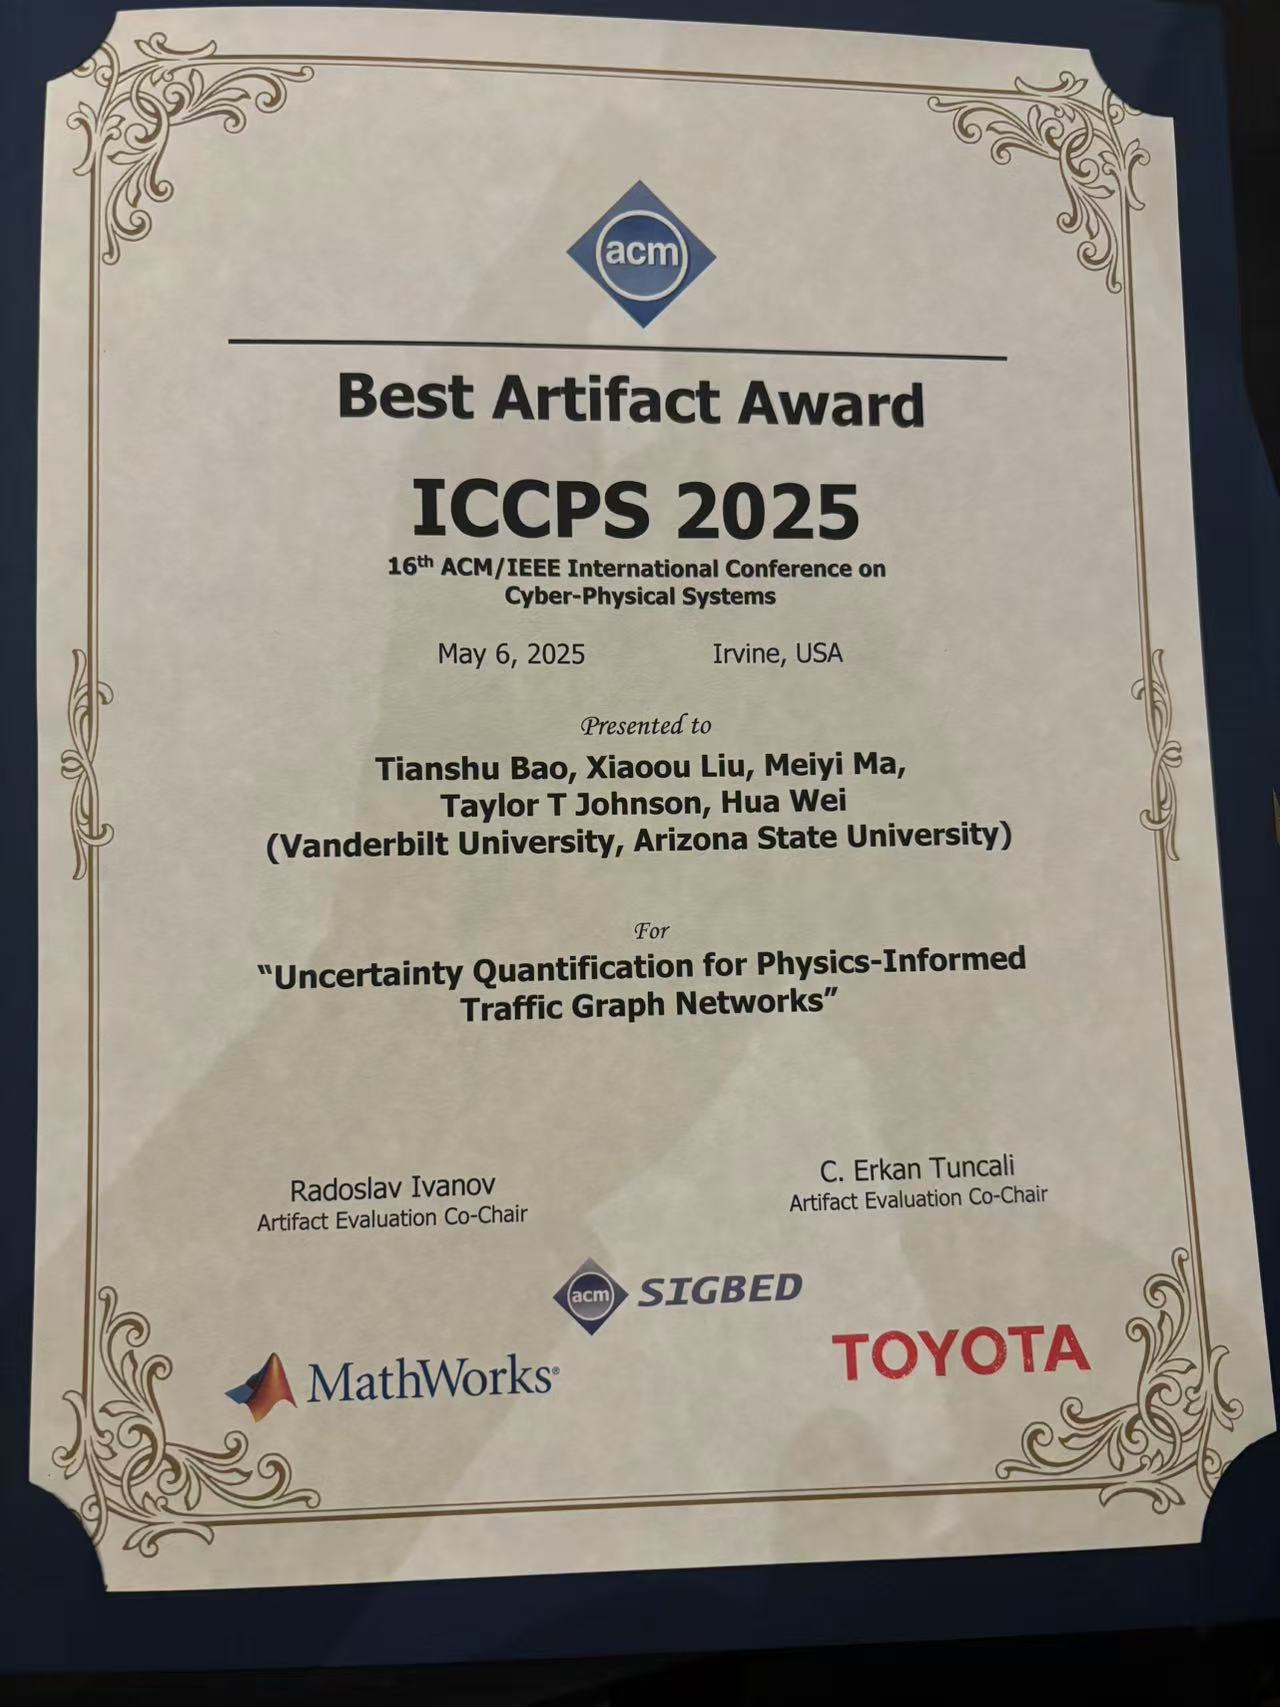 acm
Best Artifact Award
ICCPS 2025
16th ACM/IEEE International Conference on
Cyber-Physical Systems
May 6, 2025 Irvine, USA
Presented to
Tianshu Bao, Xiaoou Liu, Meiyi Ma,
Taylor T Johnson, Hua Wei
(Vanderbilt University, Arizona State University)
For
“Uncertainty Quantification for Physics-Informed
Traffic Graph Networks”
Radoslav Ivanov
Artifact Evaluation Co-Chair
C. Erkan Tuncali
Artifact Evaluation Co-Chair
acm SIGBED
MathWorks®
TOYOTA